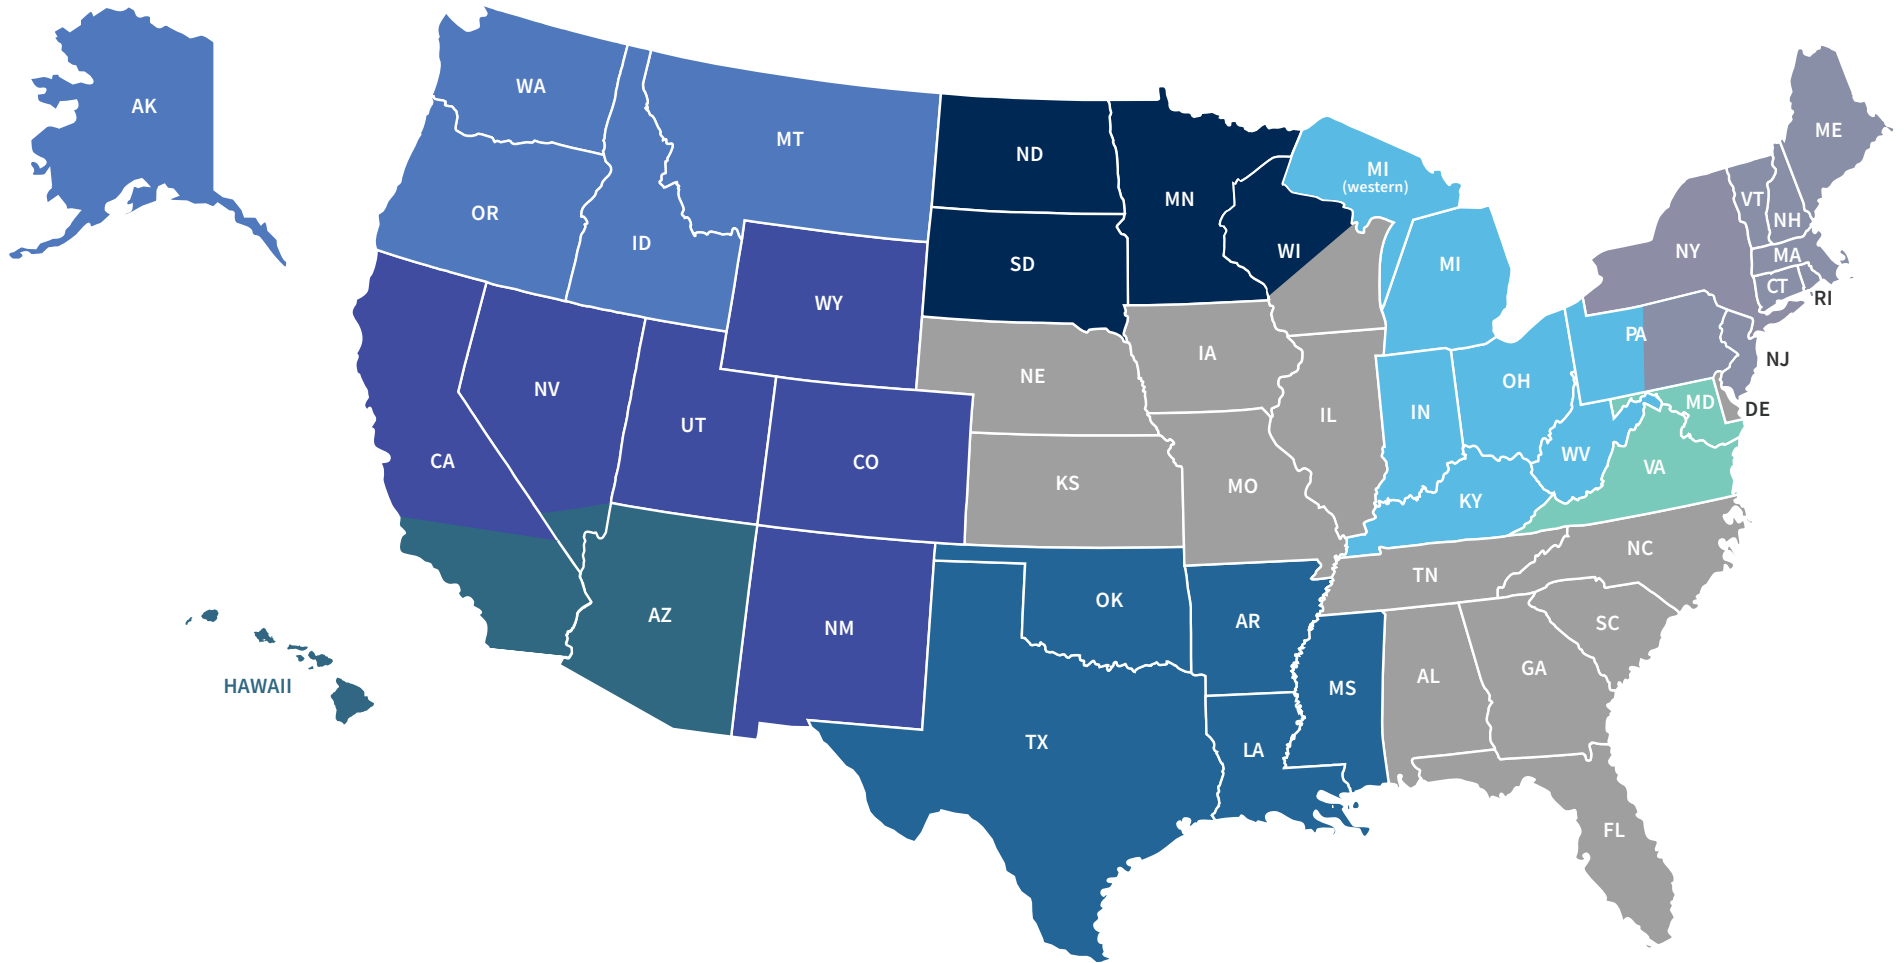 AK
WA
MT
ND
MN
MI
(western)
ME
OR
ID
SD
WI
MI
VT
NH
NY
MA
CT
RI
WY
IA
PA
NJ
NV
NE
OH
MD
DE
UT
IL
IN
CA
CO
KS
MO
KY
WV
VA
NC
TN
AZ
NM
OK
AR
SC
HAWAII
MS
AL
GA
TX
LA
FL